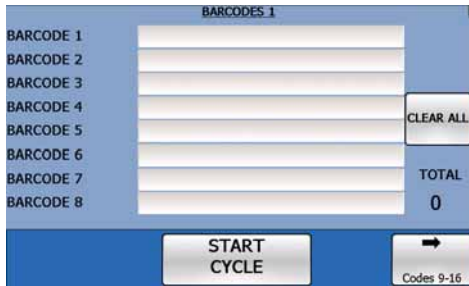 BARCODES 1
BARCODE 1
BARCODE 2
BARCODE 3
BARCODE 4
BARCODE 5
BARCODE 6
BARCODE 7
BARCODE 8
CLEAR ALL
TOTAL
0
START
CYCLE
Codes 9-16